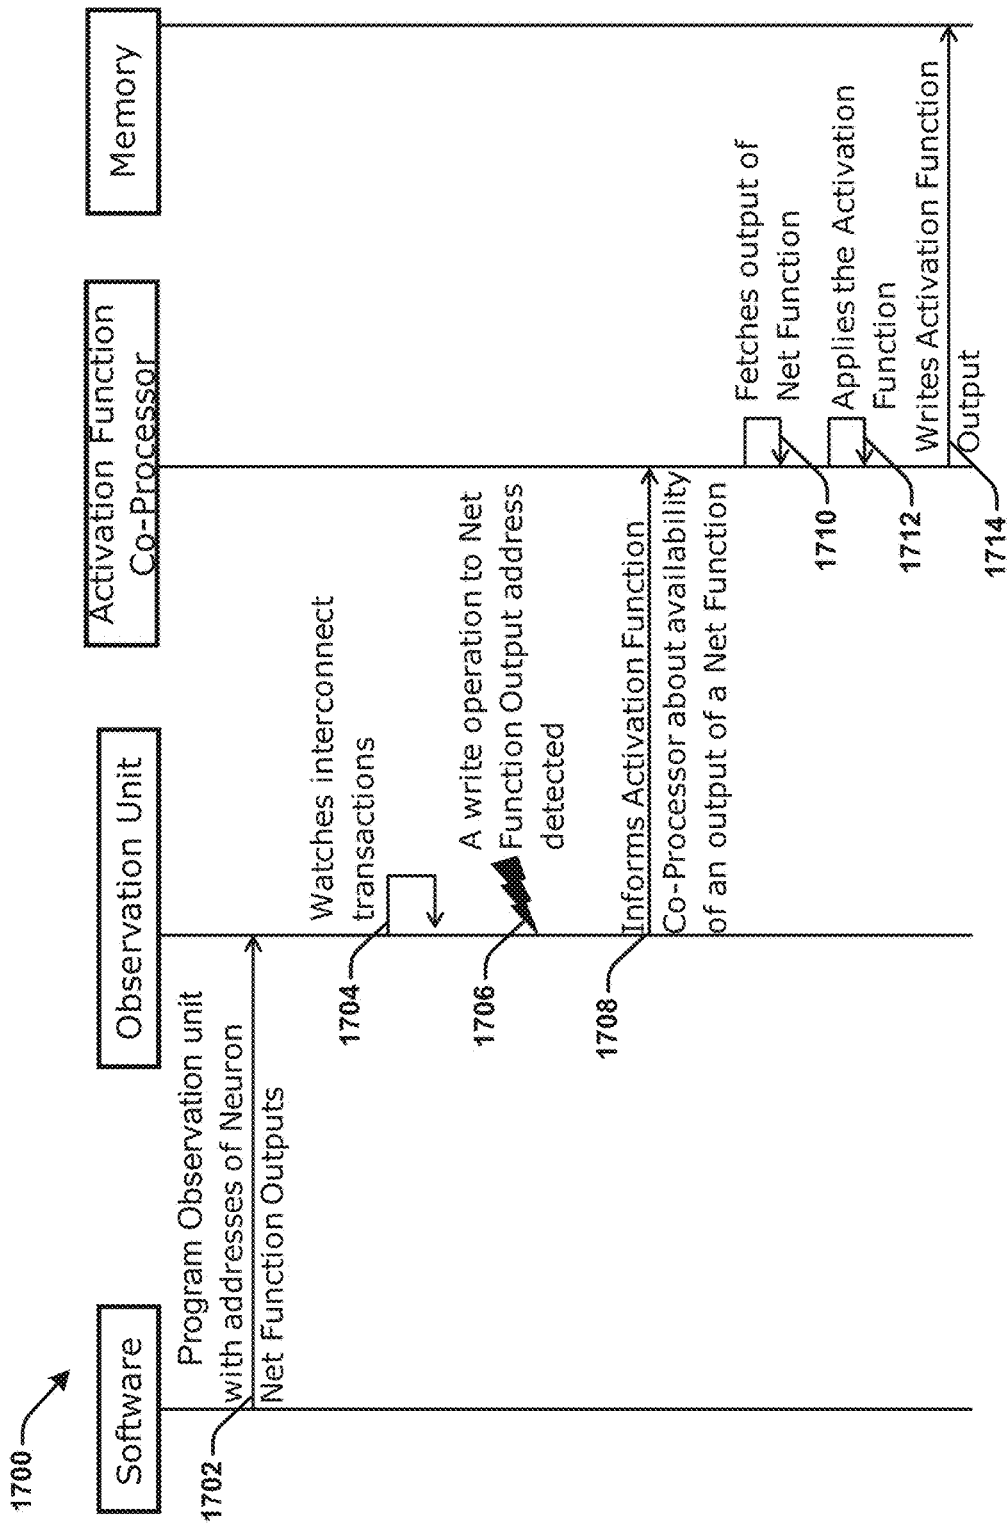 1700
Software
Observation Unit
Activation Function
Co-Processor
Memory
Program Observation unit
with addresses of Neuron
Net Function Outputs
1702
Watches interconnect
transactions
1704
A write operation to Net
Function Output address
detected
1706
Informs Activation Function
Co-Processor about availability
of an output of a Net Function
1708
Fetches output of
Net Function
1710
Applies the Activation
Function
1712
Writes Activation Function
Output
1714